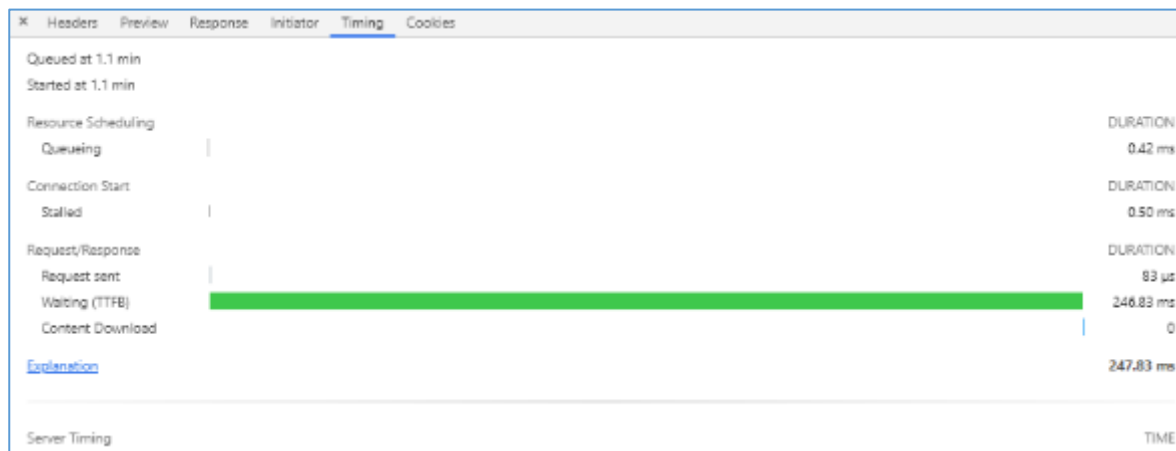 × Headers Preview Response Initiator Timing Cookies
Queued at 1.1 min
Started at 1.1 min
Resource Scheduling DURATION
Queueing 0.42 ms
Connection Start DURATION
Stalled 0.50 ms
Request/Response DURATION
Request sent 83 µs
Waiting (TTFB) 246.83 ms
Content Download 0
Explanation 247.83 ms
Server Timing TIME